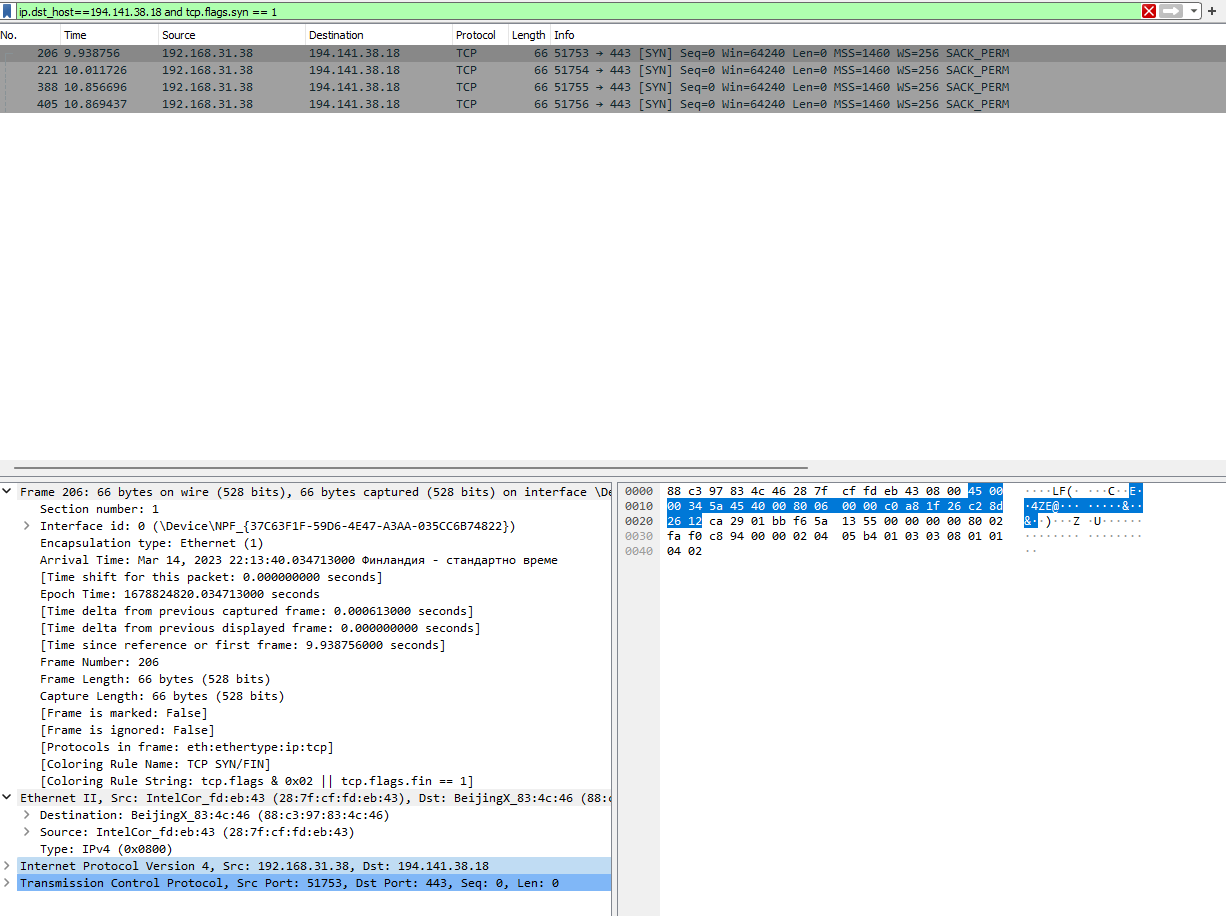 ip.dst_host==194.141.38.18 and tcp.flags.syn == 1
No. Time Source Destination Protocol Length Info
206 9.938756 192.168.31.38 194.141.38.18 TCP 66 51753 → 443 [SYN] Seq=0 Win=64240 Len=0 MSS=1460 WS=256 SACK_PERM
221 10.011726 192.168.31.38 194.141.38.18 TCP 66 51754 → 443 [SYN] Seq=0 Win=64240 Len=0 MSS=1460 WS=256 SACK_PERM
388 10.856696 192.168.31.38 194.141.38.18 TCP 66 51755 → 443 [SYN] Seq=0 Win=64240 Len=0 MSS=1460 WS=256 SACK_PERM
405 10.869437 192.168.31.38 194.141.38.18 TCP 66 51756 → 443 [SYN] Seq=0 Win=64240 Len=0 MSS=1460 WS=256 SACK_PERM
Frame 206: 66 bytes on wire (528 bits), 66 bytes captured (528 bits) on interface \De
Section number: 1
Interface id: 0 (\Device\NPF_{37C63F1F-59D6-4E47-A3AA-035CC6B74822})
Encapsulation type: Ethernet (1)
Arrival Time: Mar 14, 2023 22:13:40.034713000 Финландия - стандартно време
[Time shift for this packet: 0.000000000 seconds]
Epoch Time: 1678824820.034713000 seconds
[Time delta from previous captured frame: 0.000613000 seconds]
[Time delta from previous displayed frame: 0.000000000 seconds]
[Time since reference or first frame: 9.938756000 seconds]
Frame Number: 206
Frame Length: 66 bytes (528 bits)
Capture Length: 66 bytes (528 bits)
[Frame is marked: False]
[Frame is ignored: False]
[Protocols in frame: eth:ethertype:ip:tcp]
[Coloring Rule Name: TCP SYN/FIN]
[Coloring Rule String: tcp.flags & 0x02 || tcp.flags.fin == 1]
Ethernet II, Src: IntelCor_fd:eb:43 (28:7f:cf:fd:eb:43), Dst: BeijingX_83:4c:46 (88:c
Destination: BeijingX_83:4c:46 (88:c3:97:83:4c:46)
Source: IntelCor_fd:eb:43 (28:7f:cf:fd:eb:43)
Type: IPv4 (0x0800)
Internet Protocol Version 4, Src: 192.168.31.38, Dst: 194.141.38.18
Transmission Control Protocol, Src Port: 51753, Dst Port: 443, Seq: 0, Len: 0
0000 88 c3 97 83 4c 46 28 7f cf fd eb 43 08 00 45 00 ····LF(· ···C··E·
0010 00 34 5a 45 40 00 80 06 00 00 c0 a8 1f 26 c2 8d ·4ZE@··· ·····&··
0020 26 12 ca 29 01 bb f6 5a 13 55 00 00 00 00 80 02 &··)···Z ·U······
0030 fa f0 c8 94 00 00 02 04 05 b4 01 03 03 08 01 01 ········ ········
0040 04 02 ··